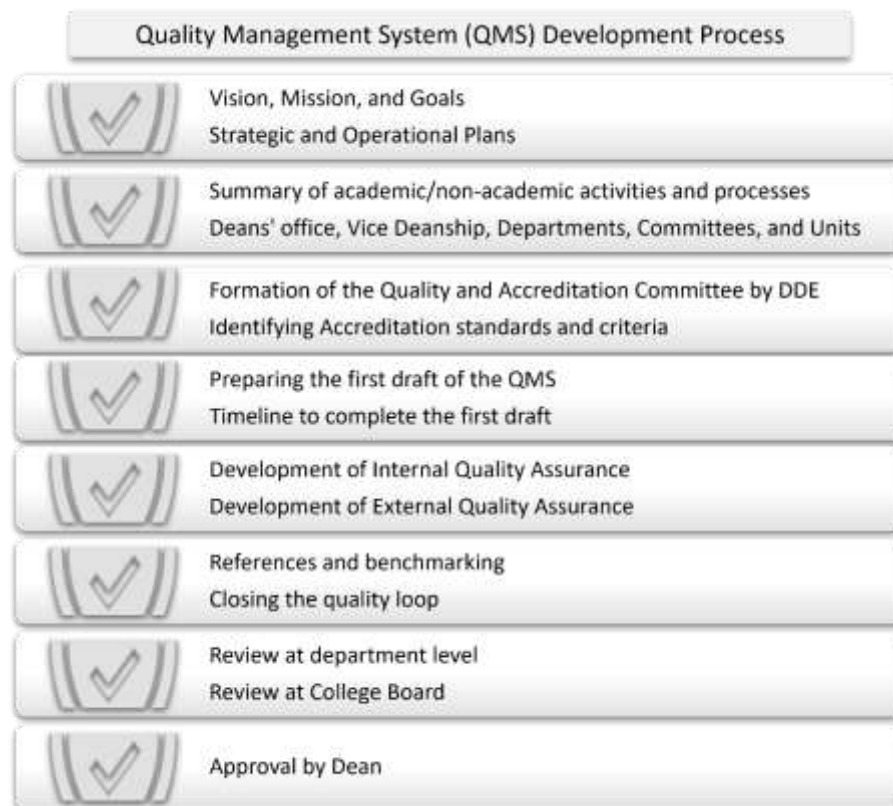 Quality Management System (QMS) Development Process
Vision, Mission, and Goals
Strategic and Operational Plans
Summary of academic/non-academic activities and processes
Deans' office, Vice Deanship, Departments, Committees, and Units
Formation of the Quality and Accreditation Committee by DDE
Identifying Accreditation standards and criteria
Preparing the first draft of the QMS
Timeline to complete the first draft
Development of Internal Quality Assurance
Development of External Quality Assurance
References and benchmarking
Closing the quality loop
Review at department level
Review at College Board
Approval by Dean